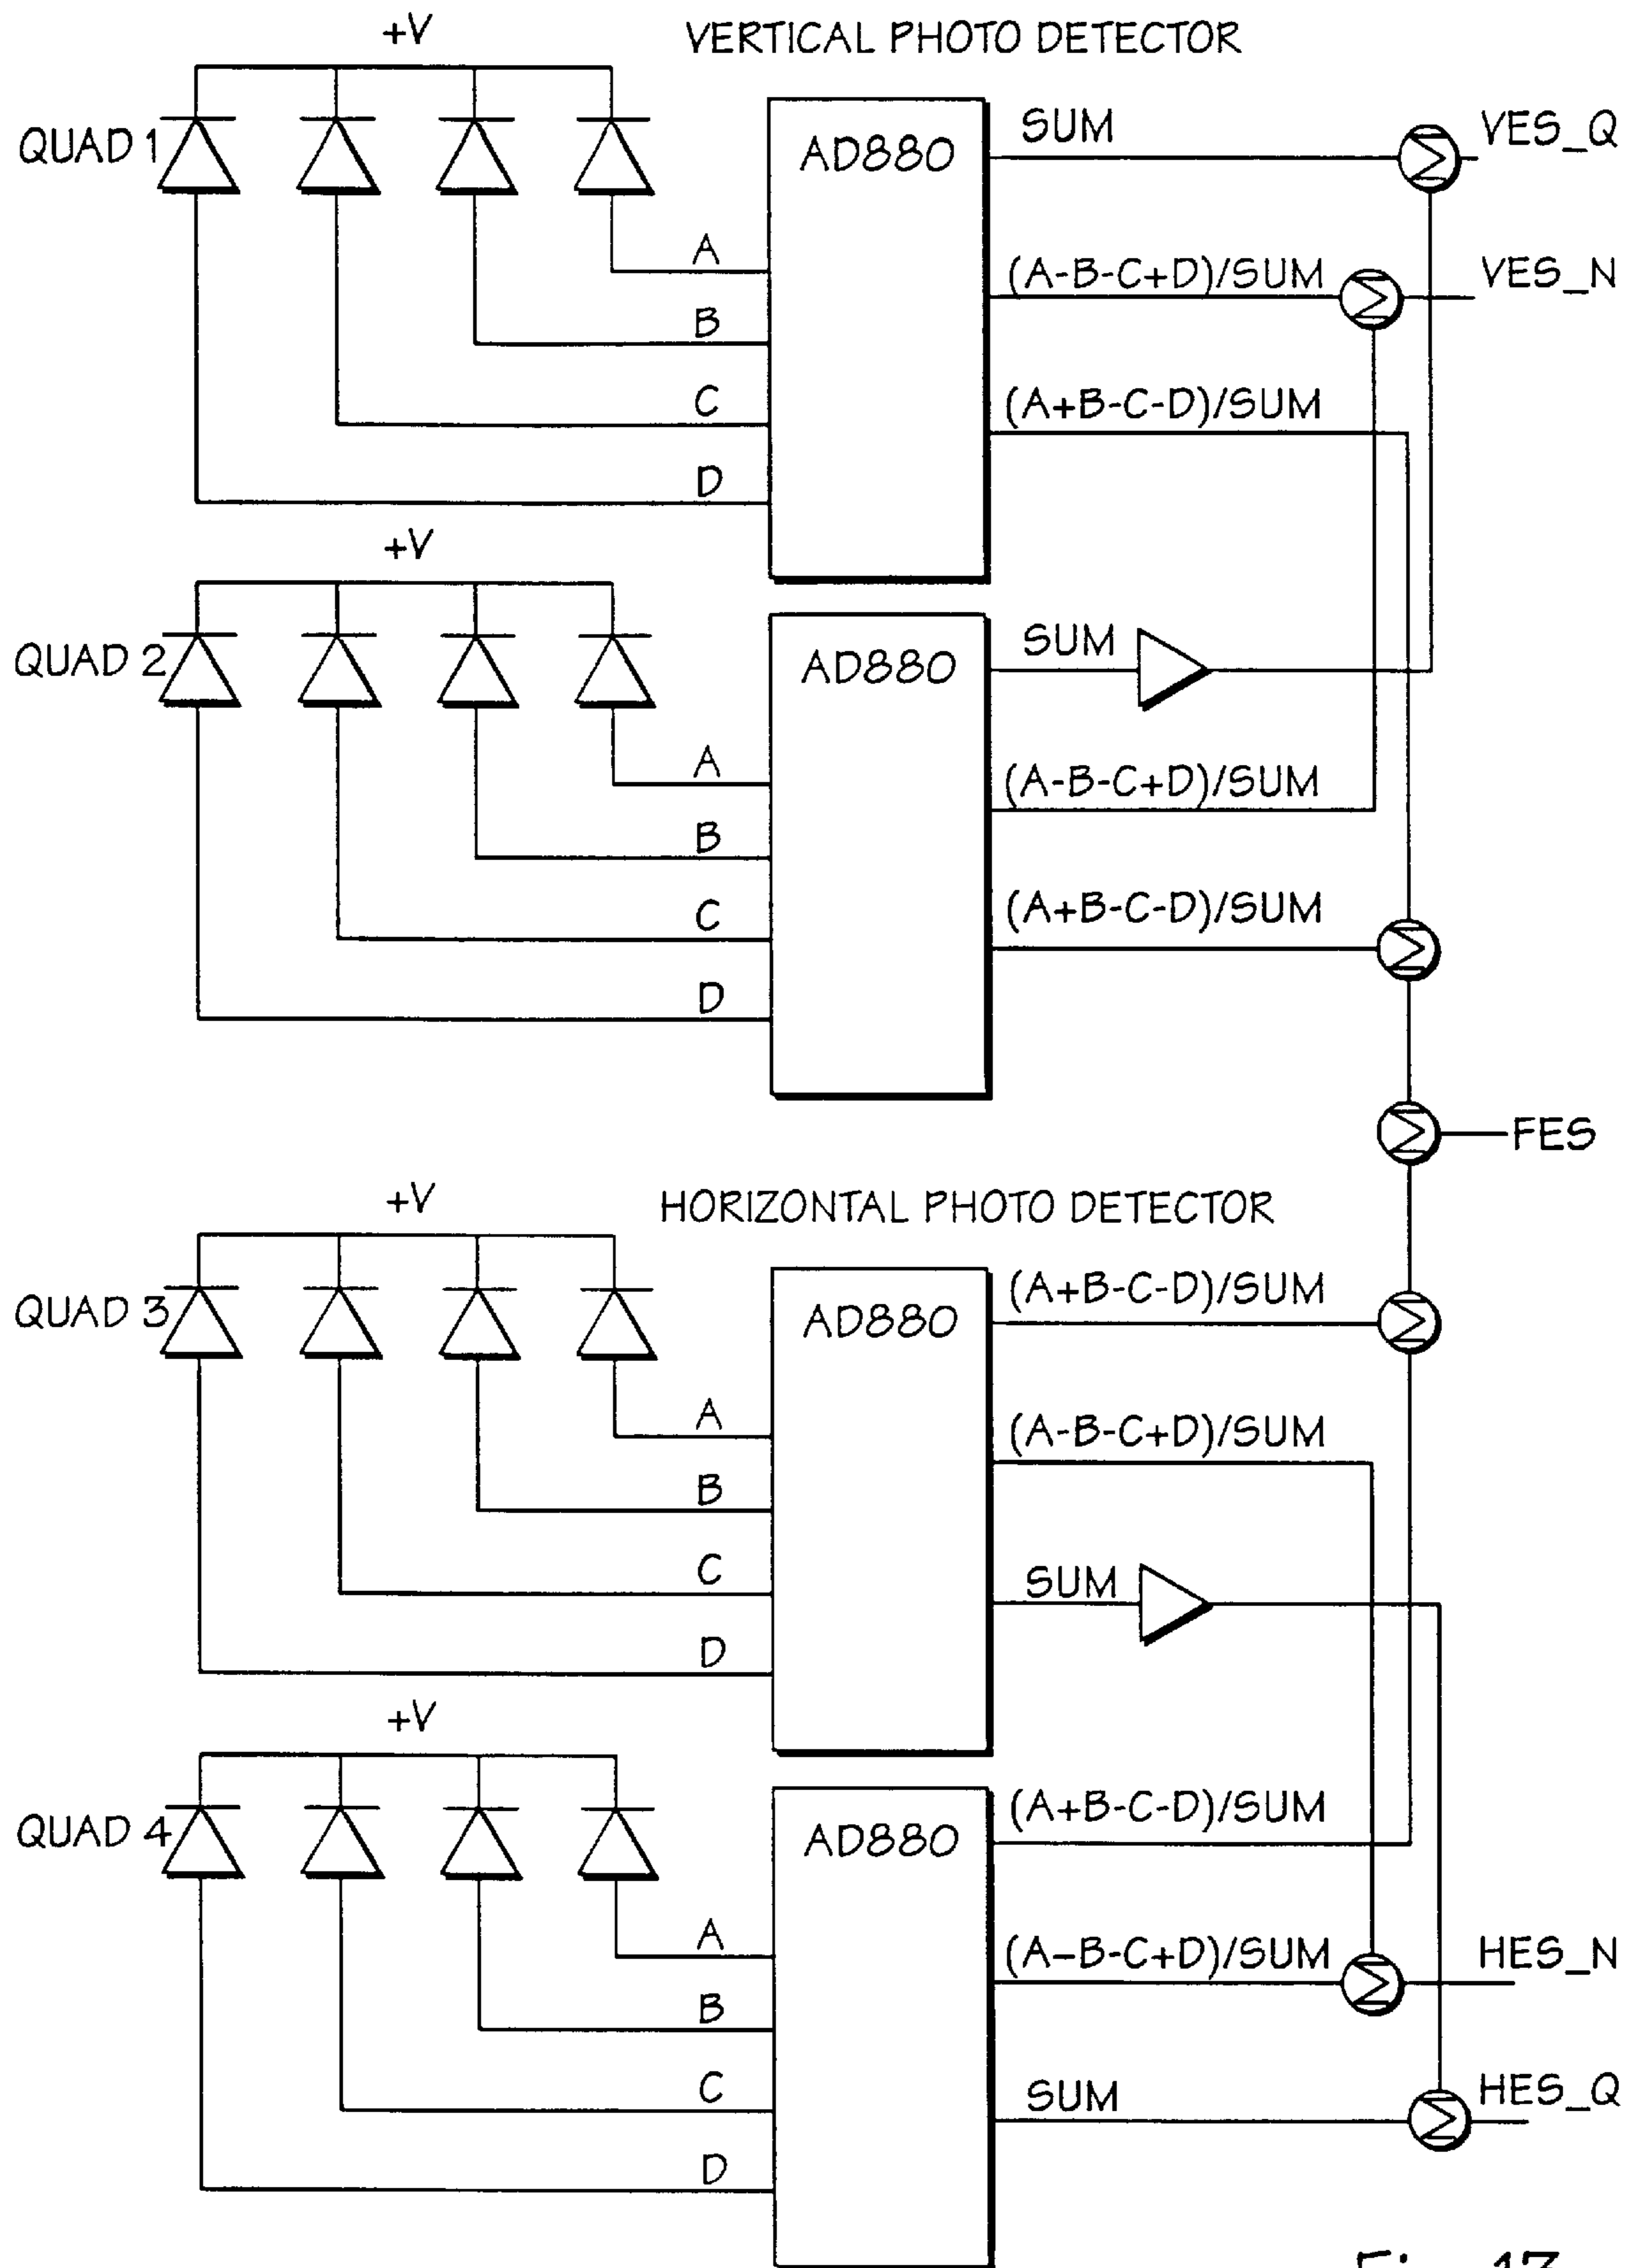 +V
VERTICAL PHOTO DETECTOR
QUAD 1
AD880
SUM
Σ
VES_Q
A
(A-B-C+D)/SUM
Σ
VES_N
B
C
(A+B-C-D)/SUM
D
+V
QUAD 2
AD880
SUM
A
(A-B-C+D)/SUM
B
C
(A+B-C-D)/SUM
Σ
D
Σ
FES
+V
HORIZONTAL PHOTO DETECTOR
QUAD 3
AD880
(A+B-C-D)/SUM
Σ
A
(A-B-C+D)/SUM
B
C
SUM
D
+V
QUAD 4
AD880
(A+B-C-D)/SUM
A
(A-B-C+D)/SUM
Σ
HES_N
B
C
SUM
Σ
HES_Q
D